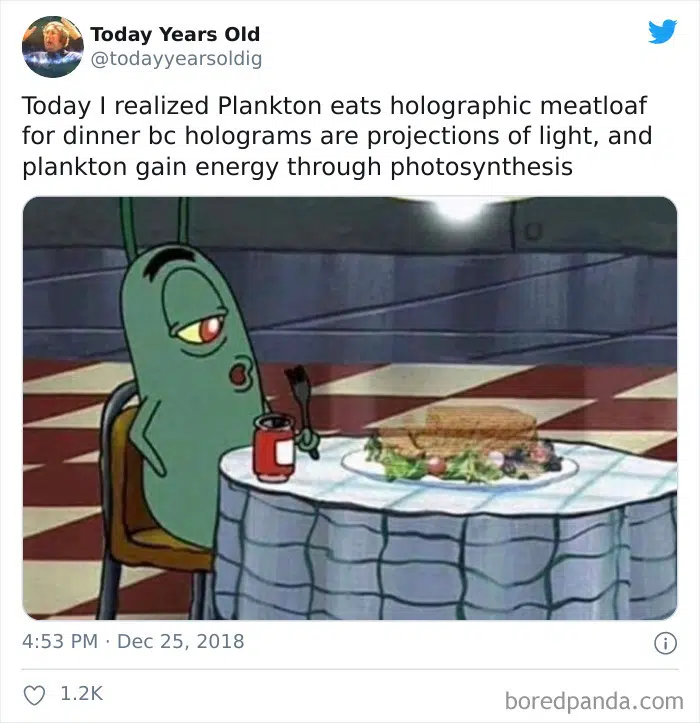 Today Years Old
@todayyearsoldig
Today I realized Plankton eats holographic meatloaf
for dinner bc holograms are projections of light, and
plankton gain energy through photosynthesis
4:53 PM · Dec 25, 2018
1.2K
boredpanda.com